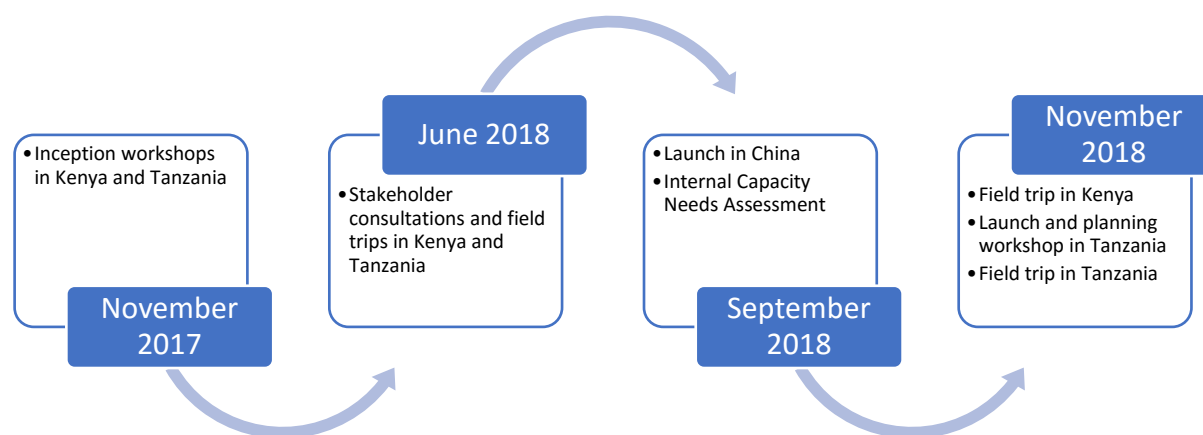 •Inception workshops
in Kenya and Tanzania
November
2017
June 2018
•Stakeholder
consultations and field
trips in Kenya and
Tanzania
•Launch in China
•Internal Capacity
Needs Assessment
September
2018
November
2018
•Field trip in Kenya
•Launch and planning
workshop in Tanzania
•Field trip in Tanzania